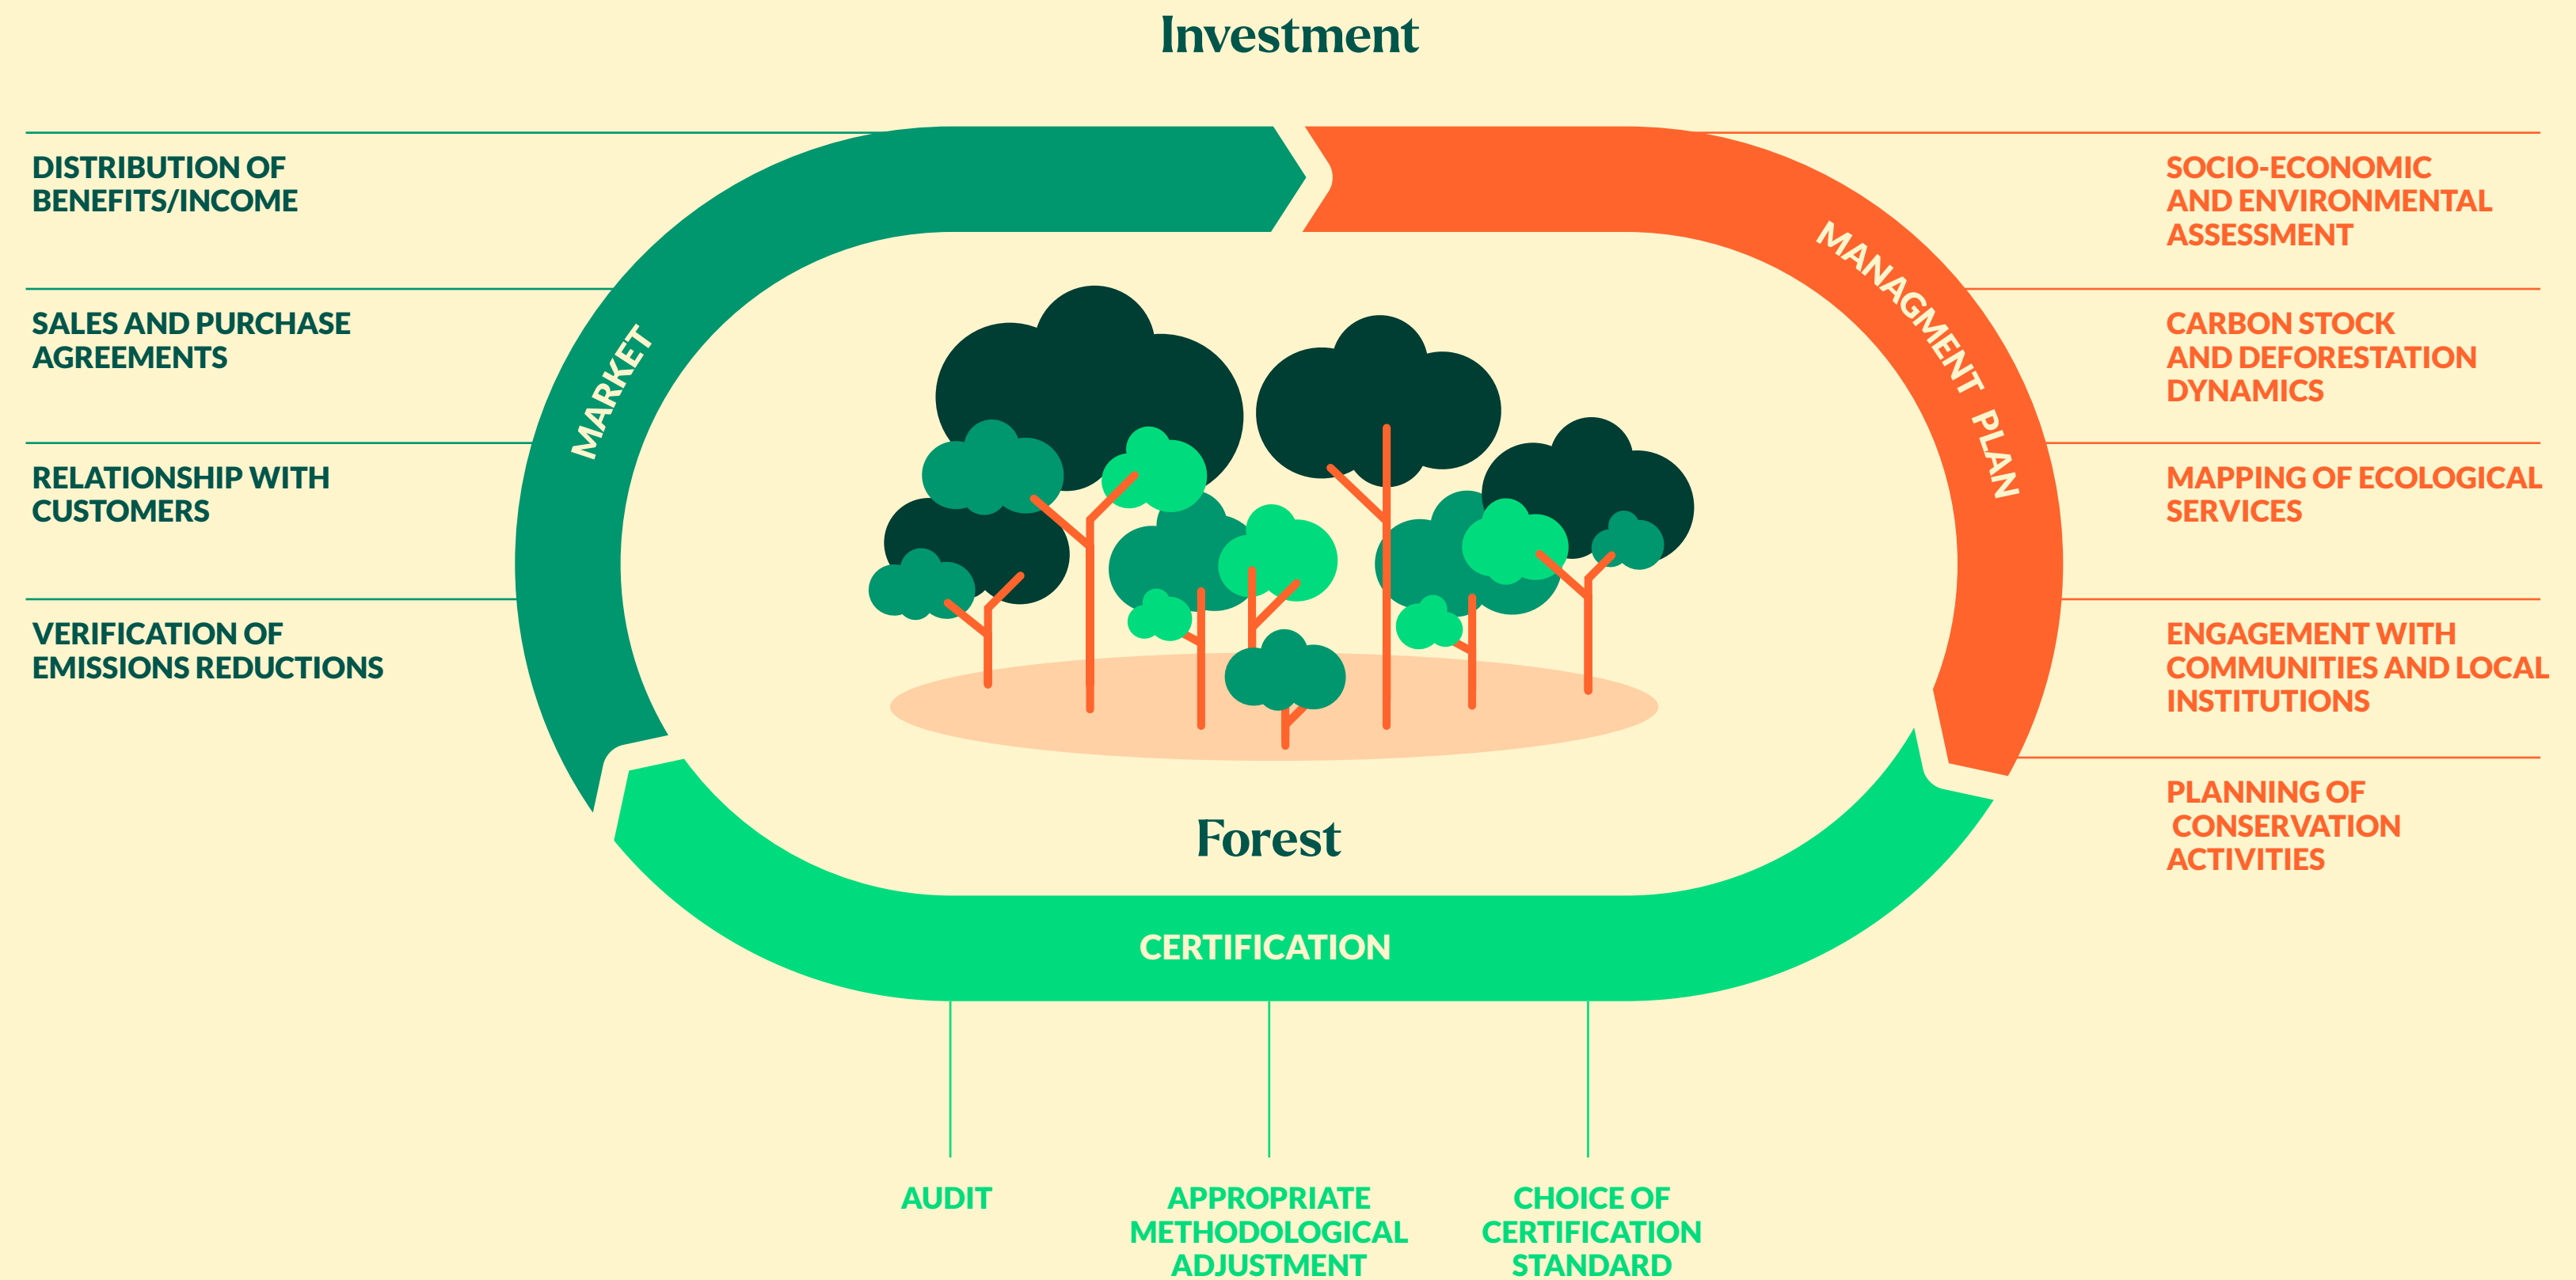 Investment
DISTRIBUTION OF
BENEFITS/INCOME
SALES AND PURCHASE
AGREEMENTS
RELATIONSHIP WITH
CUSTOMERS
VERIFICATION OF
EMISSIONS REDUCTIONS
MARKET
MANAGMENT PLAN
SOCIO-ECONOMIC
AND ENVIRONMENTAL
ASSESSMENT
CARBON STOCK
AND DEFORESTATION
DYNAMICS
MAPPING OF ECOLOGICAL
SERVICES
ENGAGEMENT WITH
COMMUNITIES AND LOCAL
INSTITUTIONS
PLANNING OF
CONSERVATION
ACTIVITIES
Forest
CERTIFICATION
AUDIT
APPROPRIATE
METHODOLOGICAL
ADJUSTMENT
CHOICE OF
CERTIFICATION
STANDARD